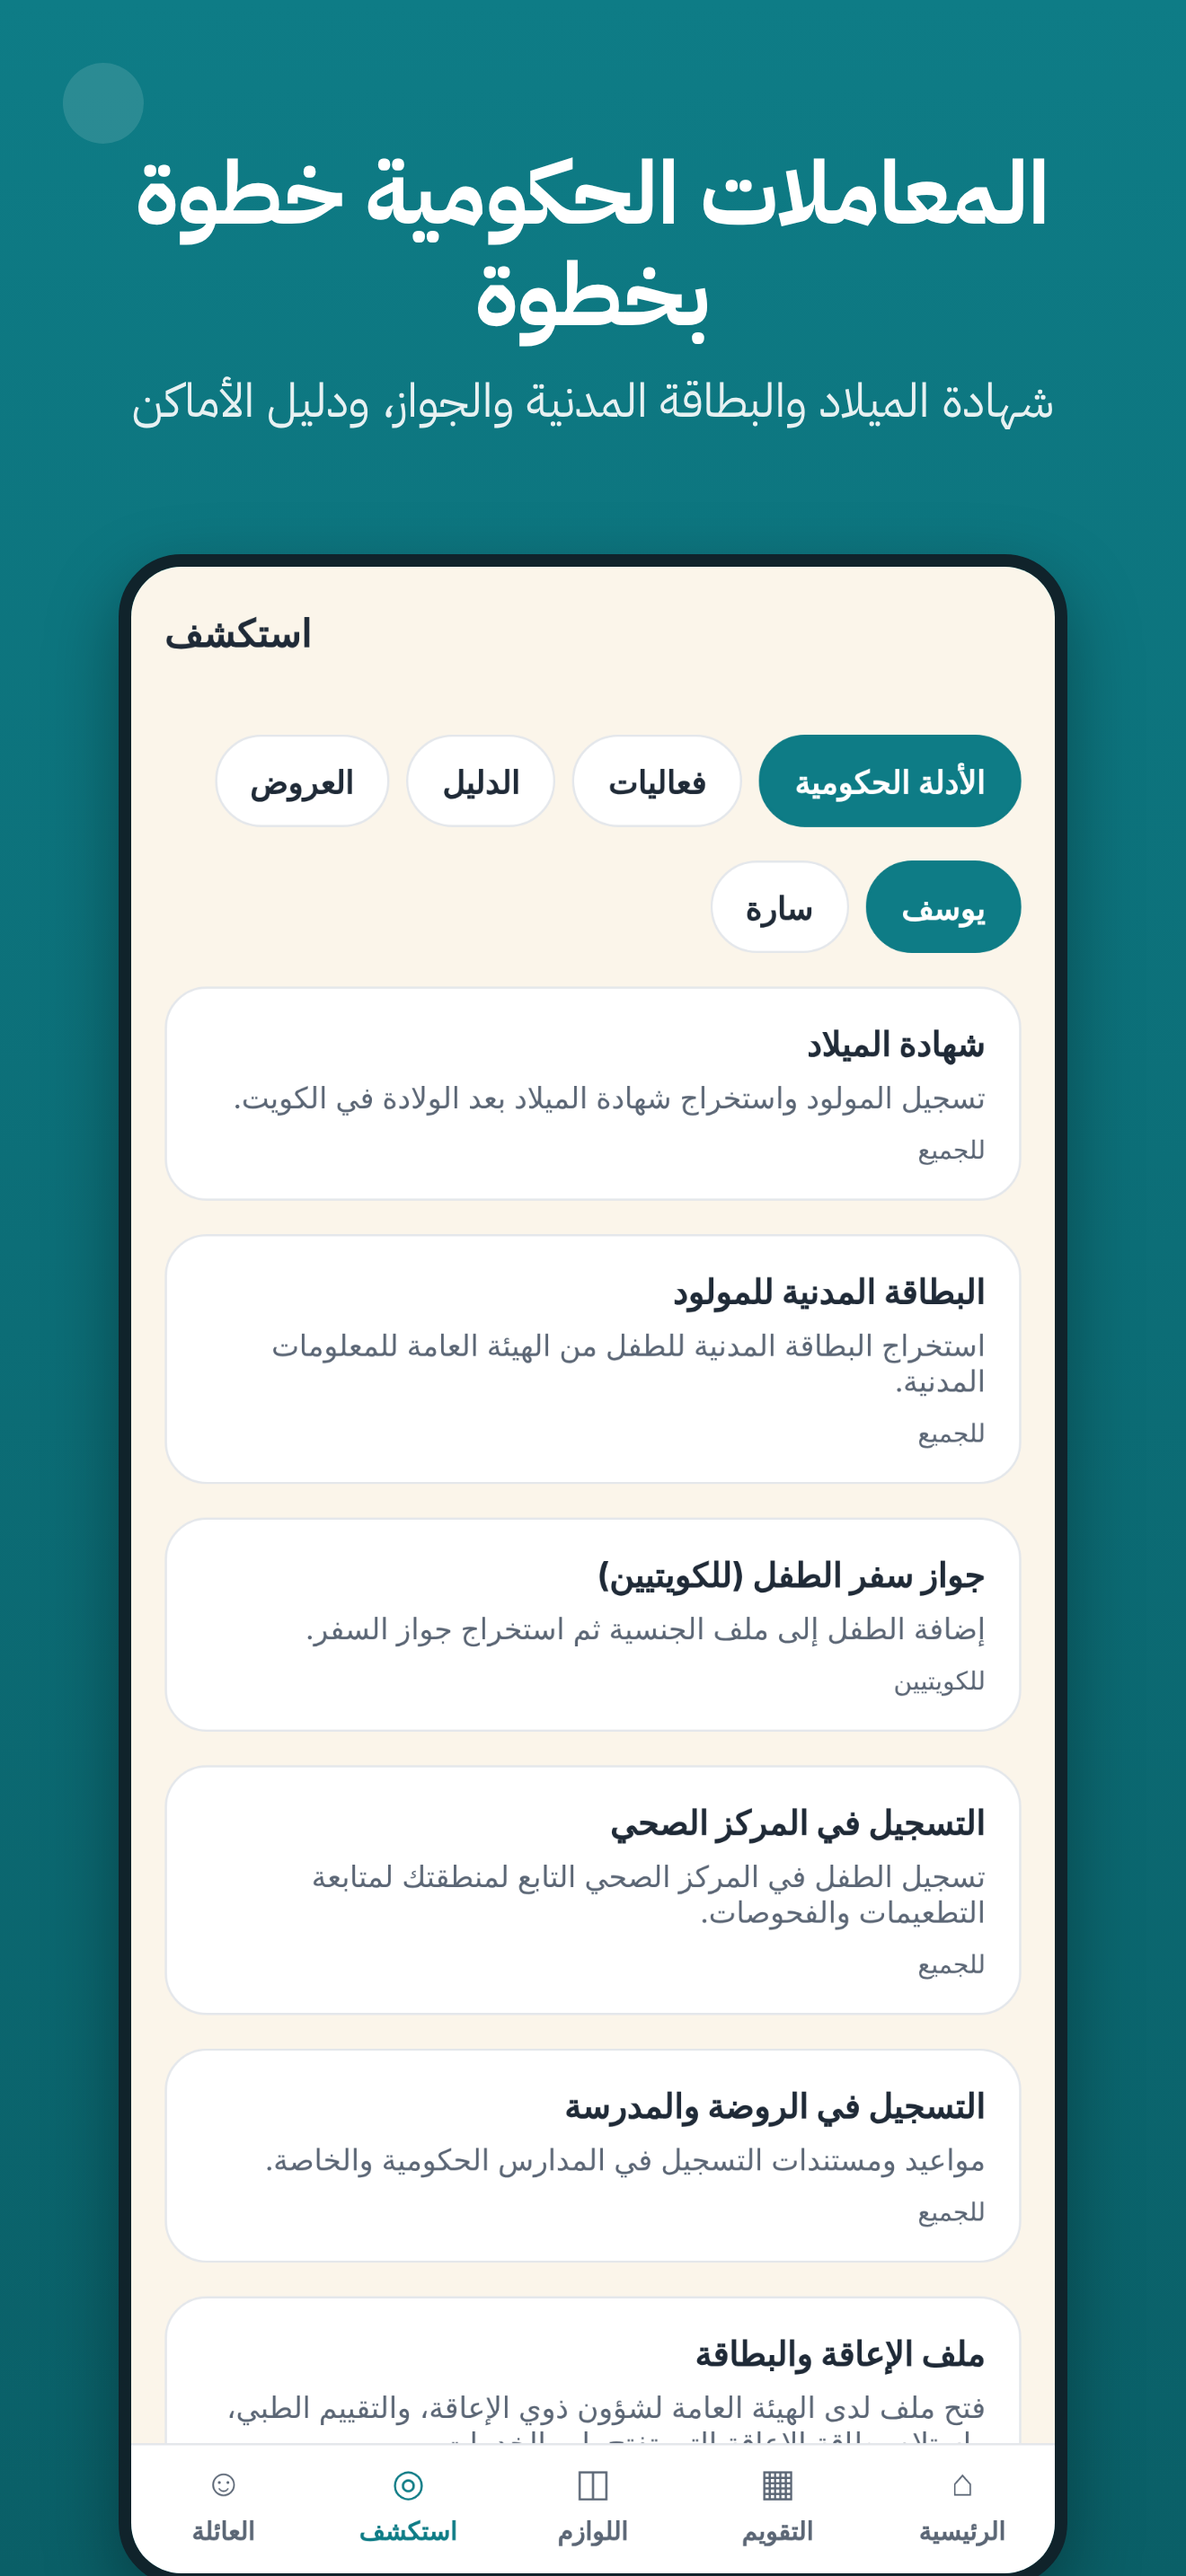 المعاملات الحكومية خطوة
بخطوة
شهادة الميلاد والبطاقة المدنية والجواز، ودليل الأماكن
استكشف
الأدلة الحكومية
فعاليات
الدليل
العروض
يوسف
سارة
شهادة الميلاد
تسجيل المولود واستخراج شهادة الميلاد بعد الولادة في الكويت.
للجميع
البطاقة المدنية للمولود
استخراج البطاقة المدنية للطفل من الهيئة العامة للمعلومات
المدنية.
للجميع
جواز سفر الطفل (للكويتيين)
إضافة الطفل إلى ملف الجنسية ثم استخراج جواز السفر.
للكويتيين
التسجيل في المركز الصحي
تسجيل الطفل في المركز الصحي التابع لمنطقتك لمتابعة
التطعيمات والفحوصات.
للجميع
التسجيل في الروضة والمدرسة
مواعيد ومستندات التسجيل في المدارس الحكومية والخاصة.
للجميع
ملف الإعاقة والبطاقة
فتح ملف لدى الهيئة العامة لشؤون ذوي الإعاقة، والتقييم الطبي،
الرئيسية
التقويم
اللوازم
استكشف
العائلة